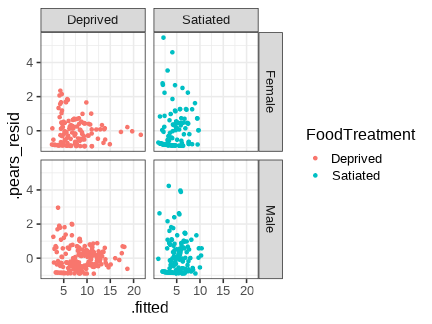 Deprived
Satiated
4
2
0
Female
4
2
0
Male
5 10 15 20
5 10 15 20
.fitted
.pears_resid
FoodTreatment
Deprived
Satiated